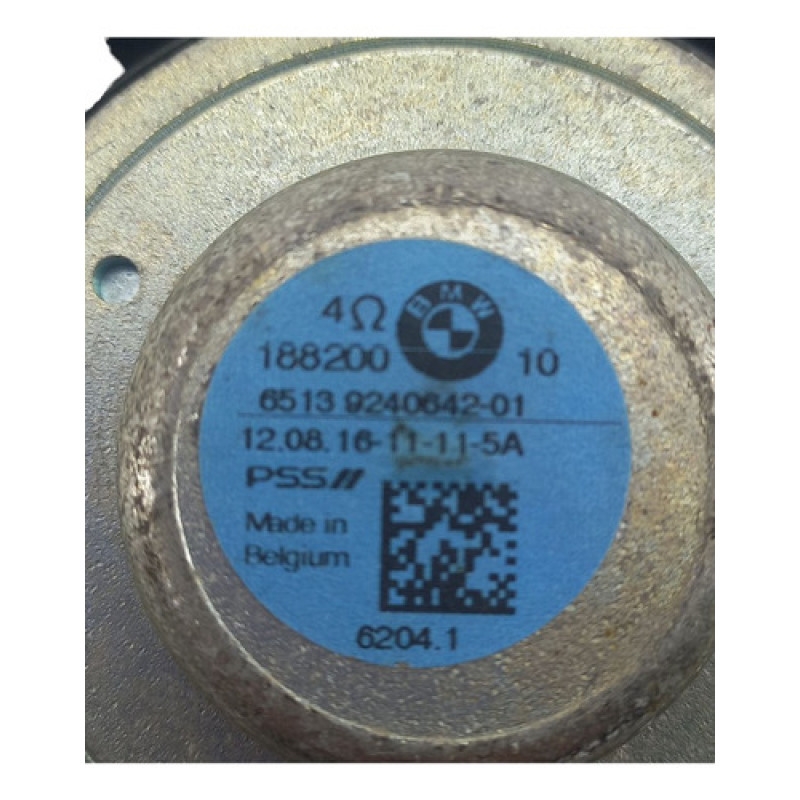 4Ω BMW
188200 10
6513 9240642-01
12.08.16-11-11-5A
PSS//
Made in
Belgium
6204.1